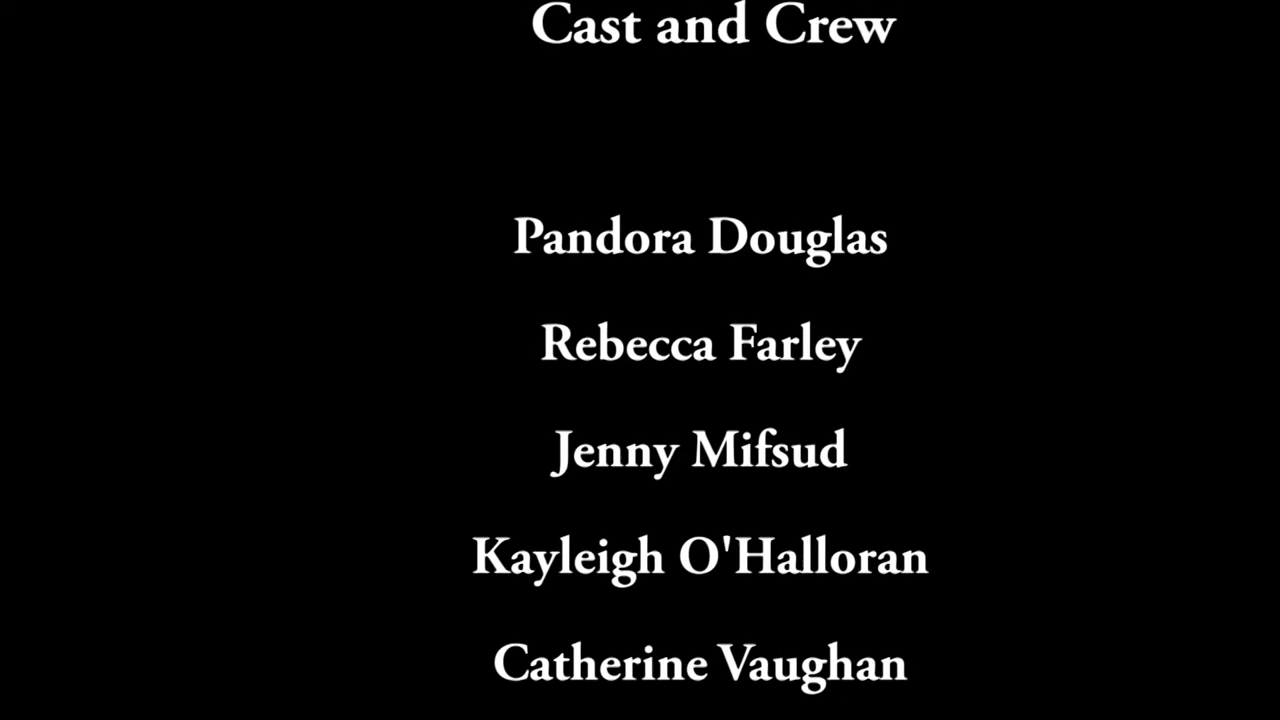 Cast and Crew
Pandora Douglas
Rebecca Farley
Jenny Mifsud
Kayleigh O'Halloran
Catherine Vaughan